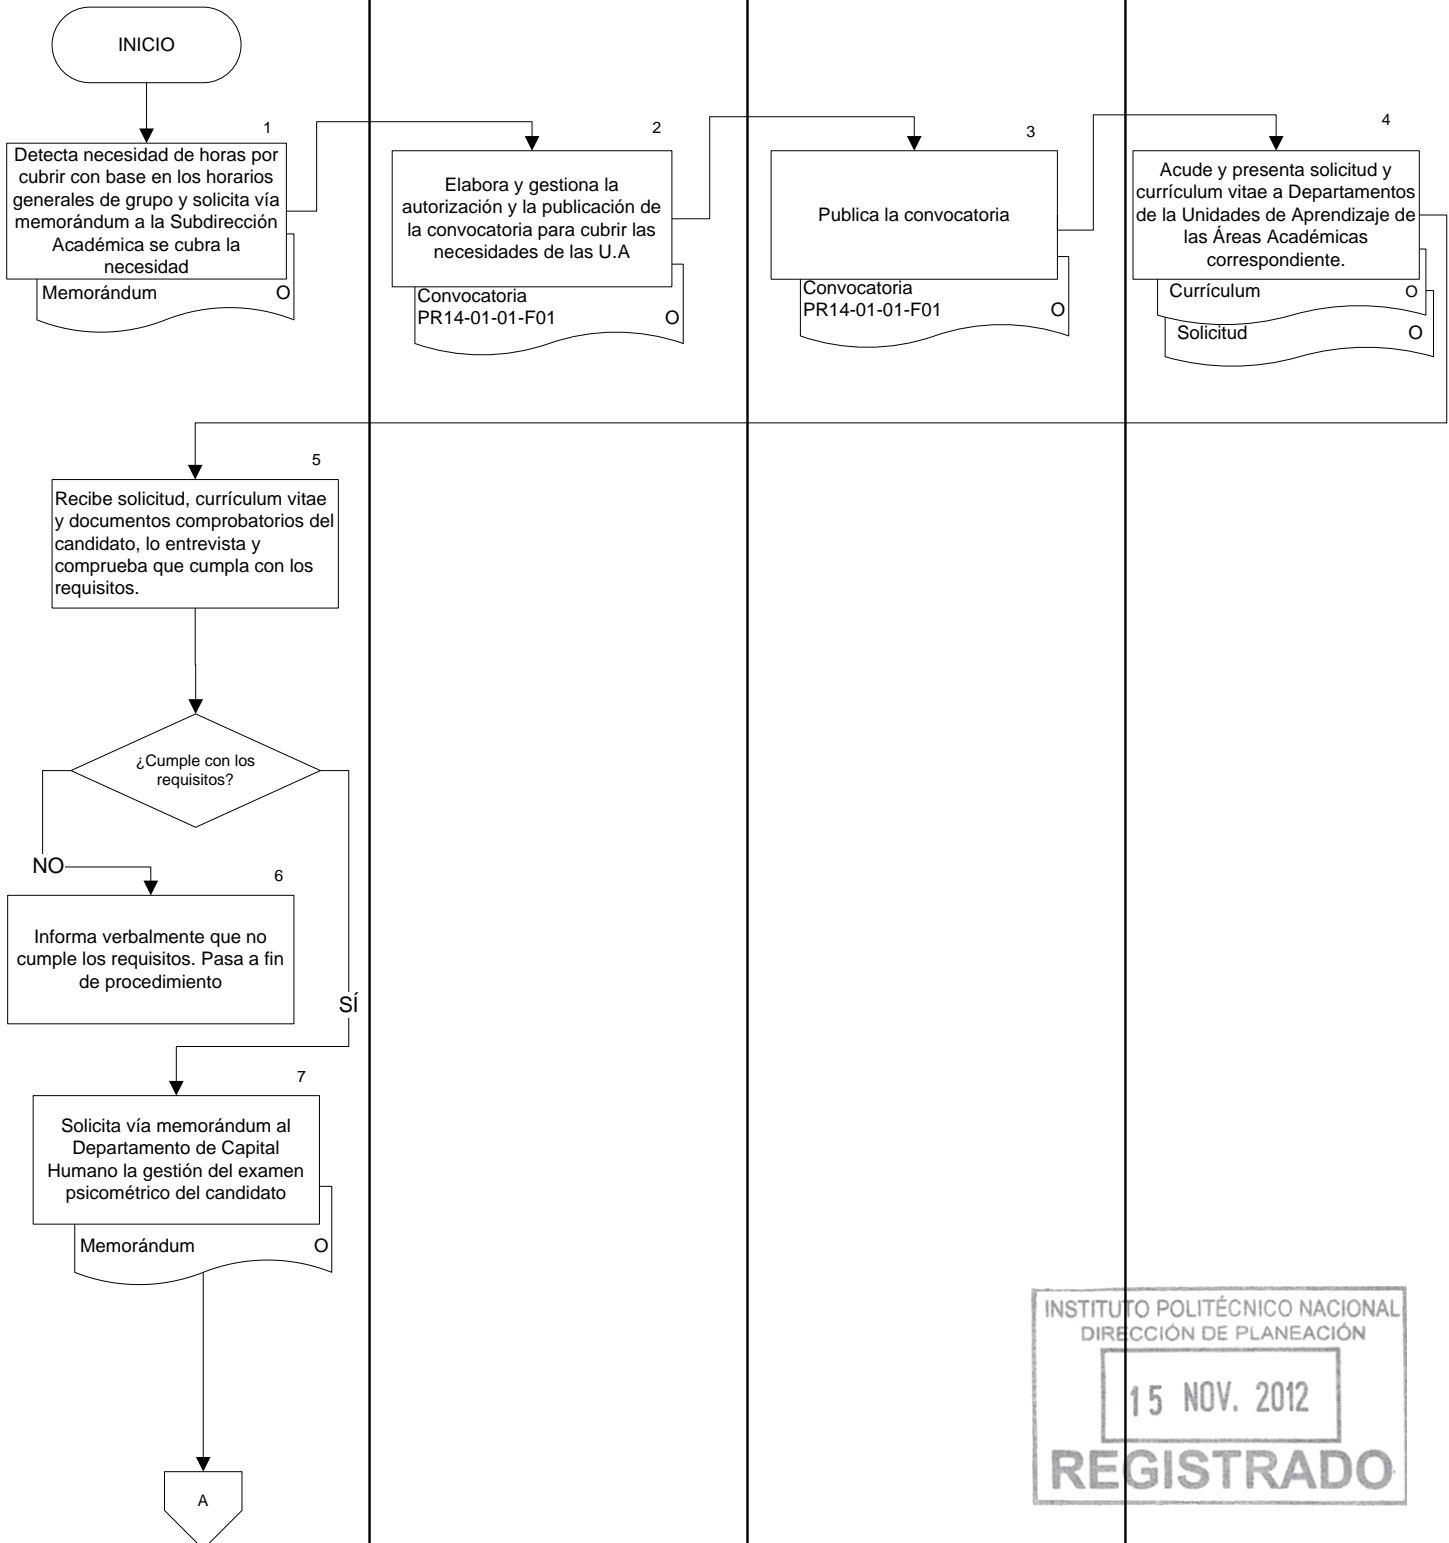 INICIO
1
Detecta necesidad de horas por
cubrir con base en los horarios
generales de grupo y solicita vía
memorándum a la Subdirección
Académica se cubra la
necesidad
Memorándum O
2
Elabora y gestiona la
autorización y la publicación de
la convocatoria para cubrir las
necesidades de las U.A
Convocatoria
PR14-01-01-F01 O
3
Publica la convocatoria
Convocatoria
PR14-01-01-F01 O
4
Acude y presenta solicitud y
currículum vitae a Departamentos
de la Unidades de Aprendizaje de
las Áreas Académicas
correspondiente.
Currículum O
Solicitud O
5
Recibe solicitud, currículum vitae
y documentos comprobatorios del
candidato, lo entrevista y
comprueba que cumpla con los
requisitos.
¿Cumple con los
requisitos?
NO
6
Informa verbalmente que no
cumple los requisitos. Pasa a fin
de procedimiento
SÍ
7
Solicita vía memorándum al
Departamento de Capital
Humano la gestión del examen
psicométrico del candidato
Memorándum O
A
INSTITUTO POLITÉCNICO NACIONAL
DIRECCIÓN DE PLANEACIÓN
15 NOV. 2012
REGISTRADO